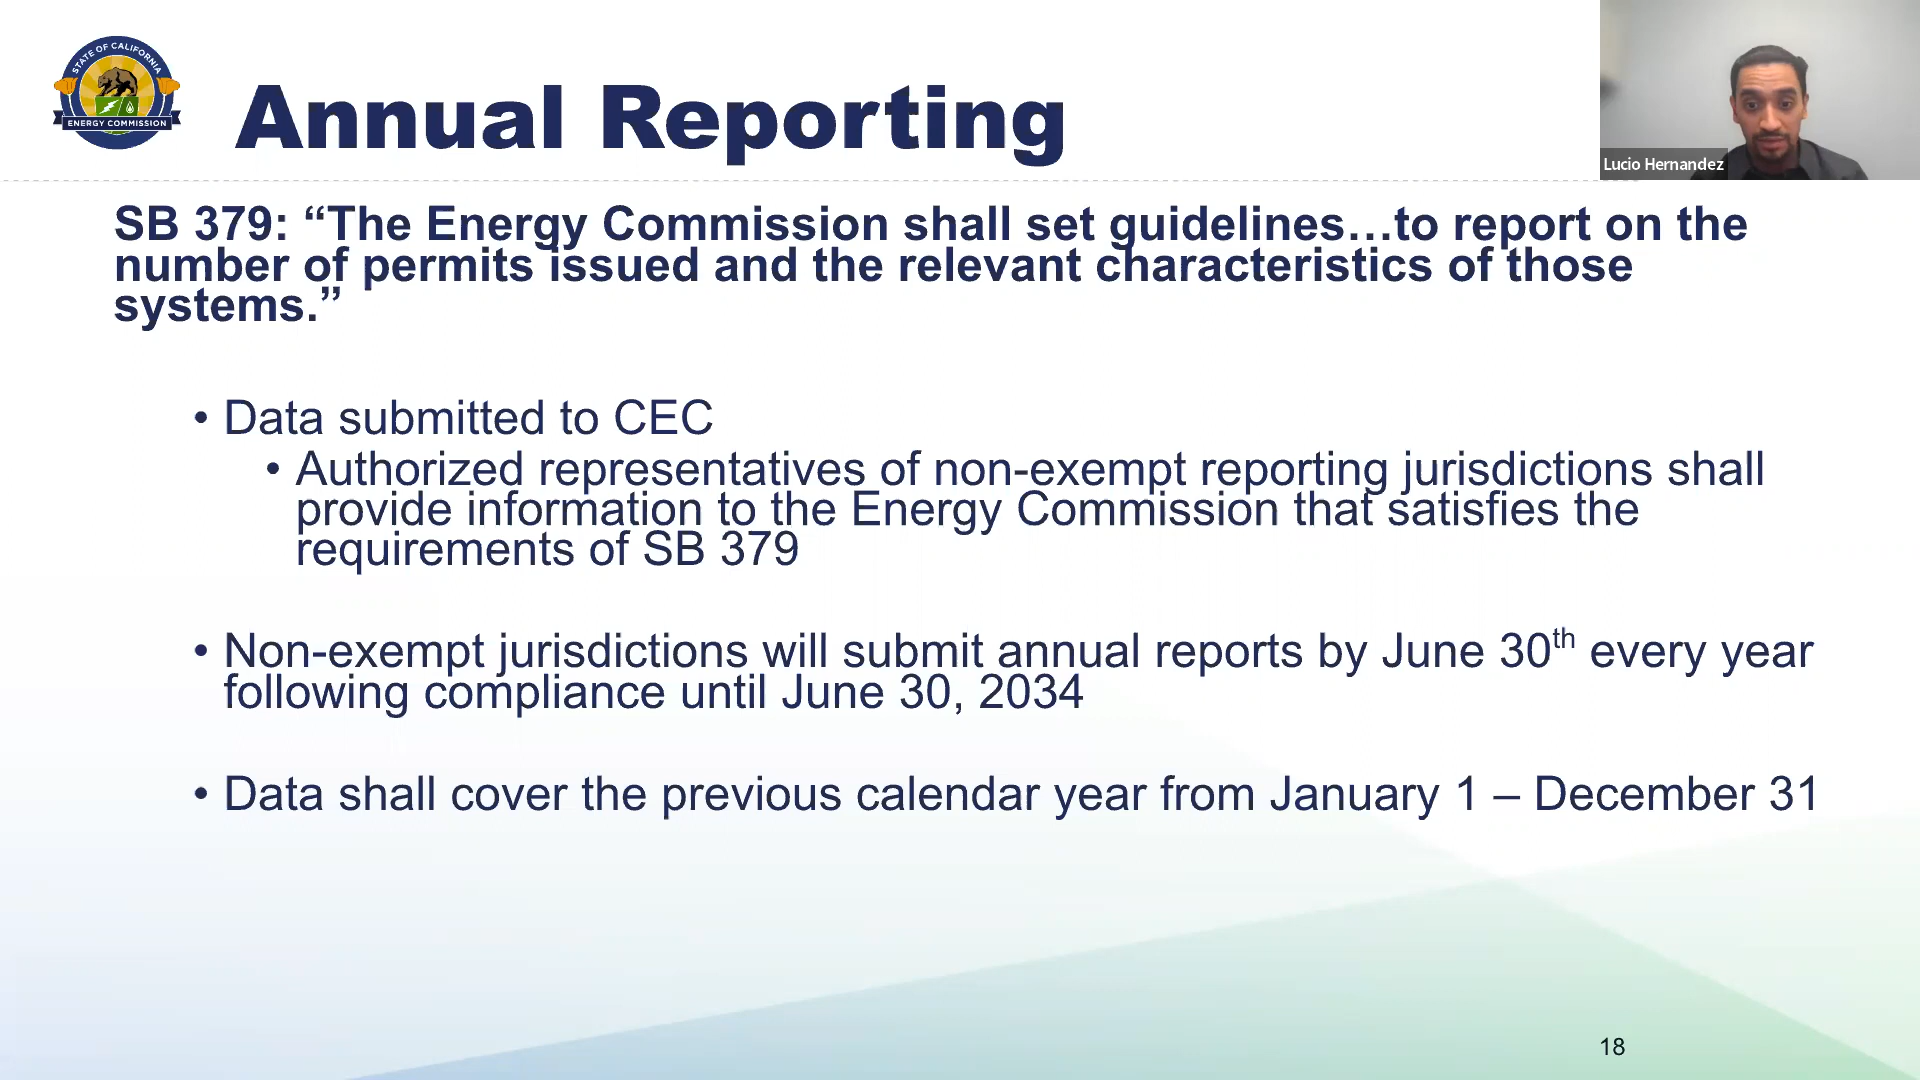 STATE OF CALIFORNIA
ENERGY COMMISSION
Annual Reporting
Lucio Hernandez
SB 379: “The Energy Commission shall set guidelines…to report on the
number of permits issued and the relevant characteristics of those
systems.”
• Data submitted to CEC
• Authorized representatives of non-exempt reporting jurisdictions shall
provide information to the Energy Commission that satisfies the
requirements of SB 379
• Non-exempt jurisdictions will submit annual reports by June 30th every year
following compliance until June 30, 2034
• Data shall cover the previous calendar year from January 1 – December 31
18